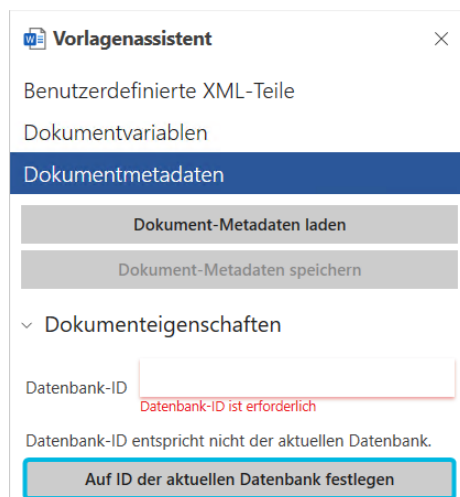 Vorlagenassistent
Benutzerdefinierte XML-Teile
Dokumentvariablen
Dokumentmetadaten
Dokument-Metadaten laden
Dokument-Metadaten speichern
Dokumenteigenschaften
Datenbank-ID
Datenbank-ID ist erforderlich
Datenbank-ID entspricht nicht der aktuellen Datenbank.
Auf ID der aktuellen Datenbank festlegen